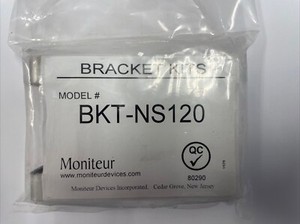 BRACKET KITS
MODEL #
BKT-NS120
Moniteur
www.moniteurdevices.com
QC
80290
Moniteur Devices Incorporated. Cedar Grove, New Jersey